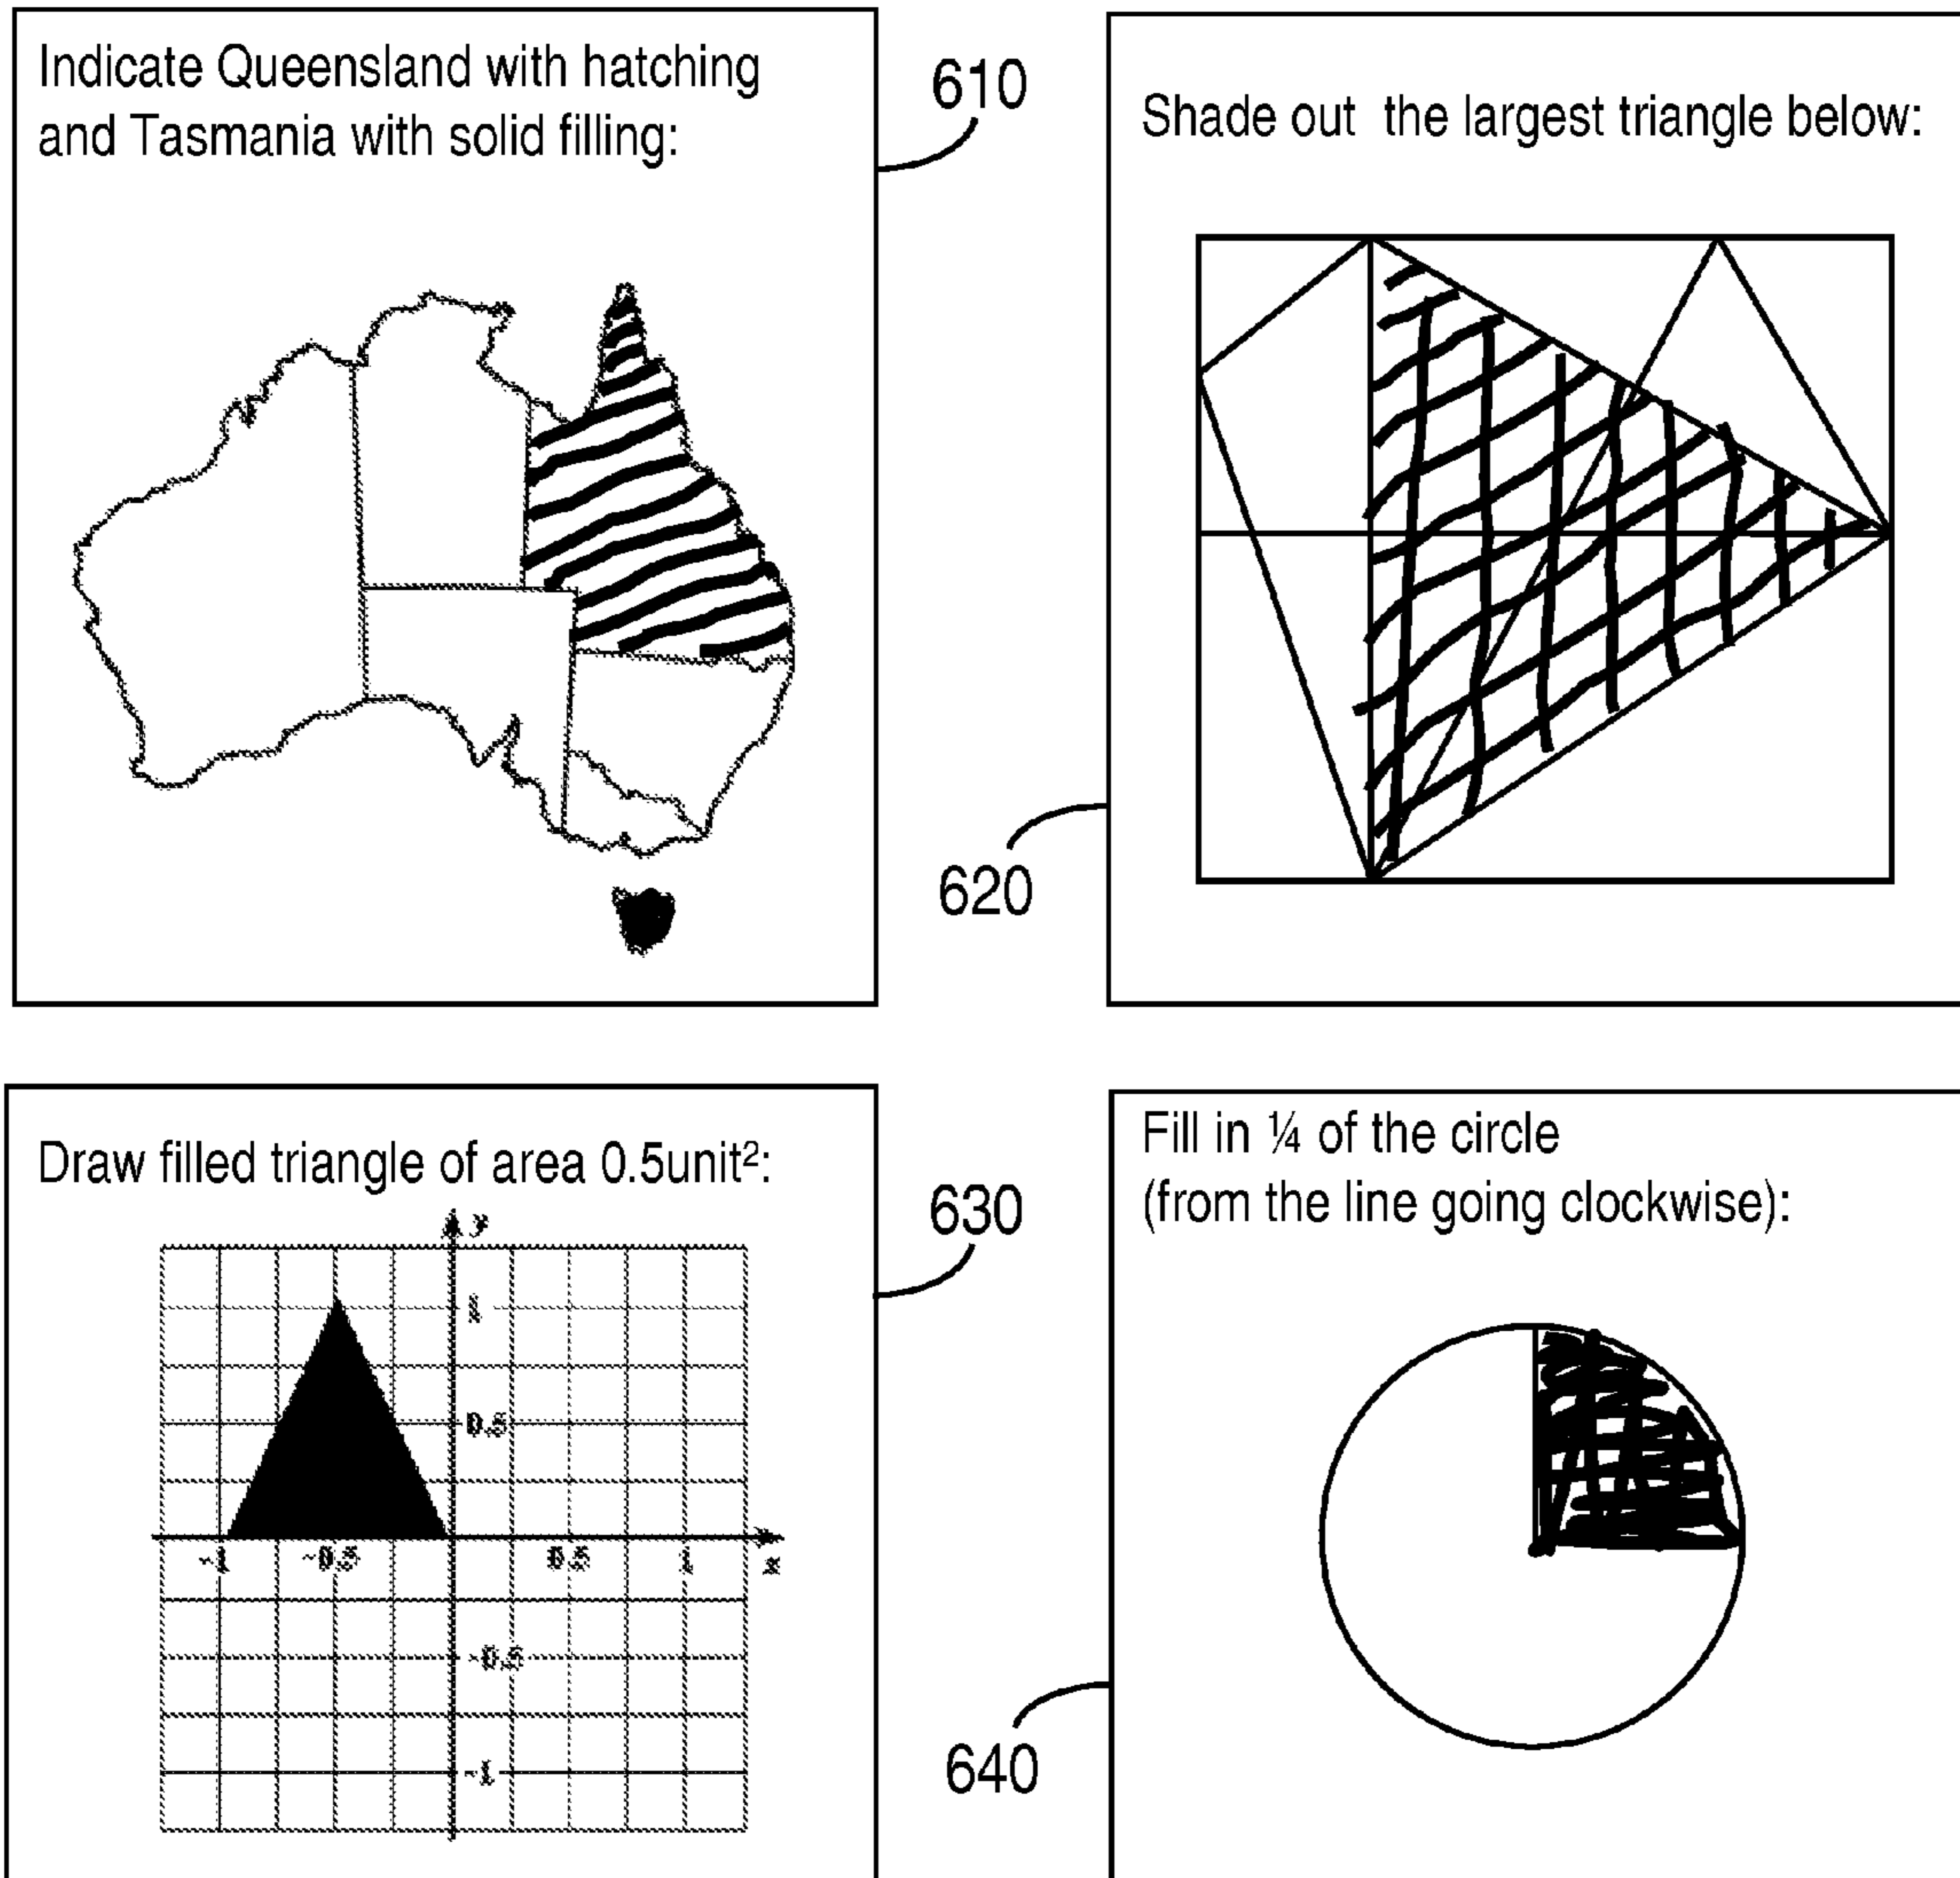 Indicate Queensland with hatching
and Tasmania with solid filling:
610
Shade out the largest triangle below:
620
Draw filled triangle of area 0.5unit²:
y
1
0.5
-1
-0.5
0.5
1
x
-0.5
-1
630
Fill in ¼ of the circle
(from the line going clockwise):
640